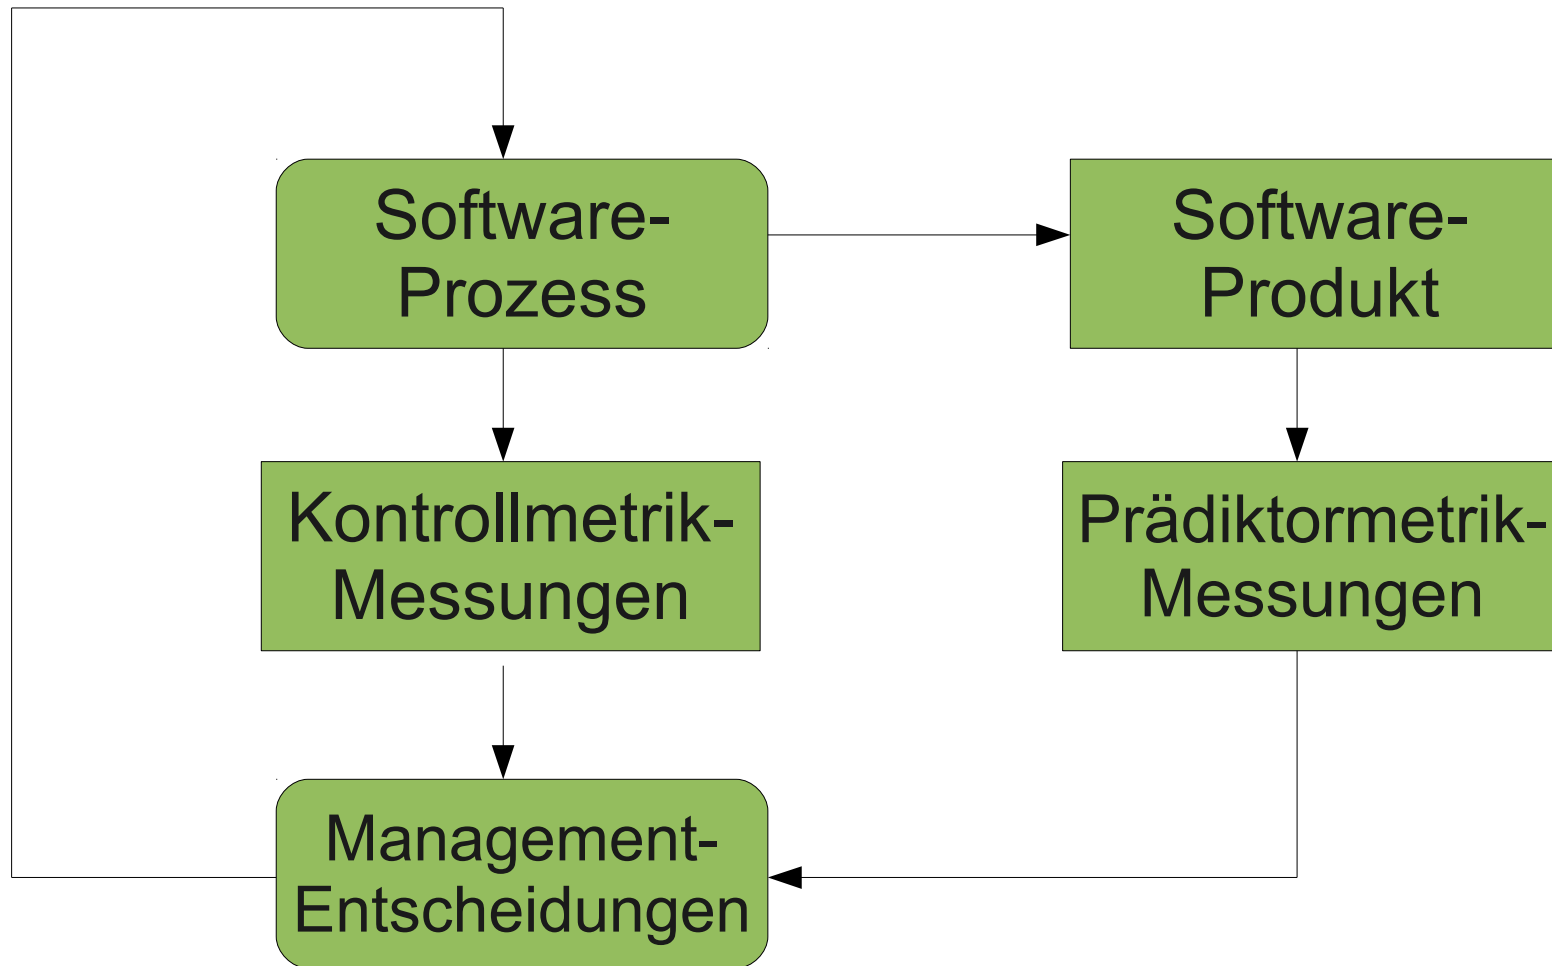 Software-
Prozess
Software-
Produkt
Kontrollmetrik-
Messungen
Prädiktormetrik-
Messungen
Management-
Entscheidungen